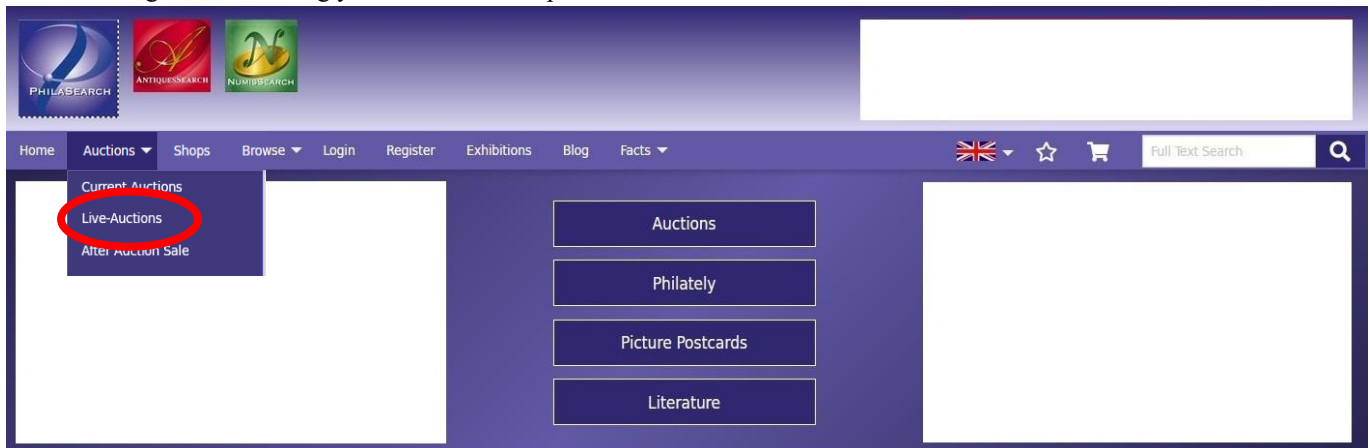 PHILASEARCH
ANTIQUESSEARCH
NUMISSEARCH
Home Auctions Shops Browse Login Register Exhibitions Blog Facts Full Text Search
Current Auctions
Live-Auctions
After Auction Sale
Auctions
Philately
Picture Postcards
Literature